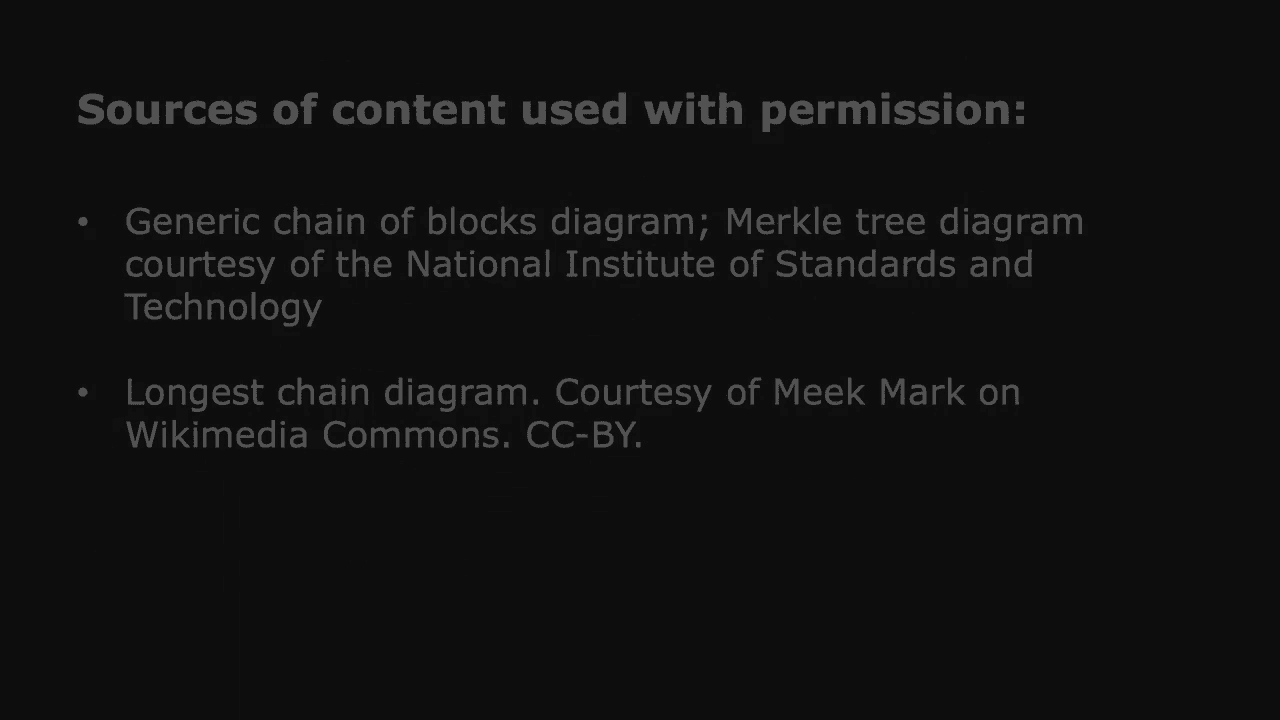 Sources of content used with permission:
• Generic chain of blocks diagram; Merkle tree diagram
courtesy of the National Institute of Standards and
Technology
• Longest chain diagram. Courtesy of Meek Mark on
Wikimedia Commons. CC-BY.